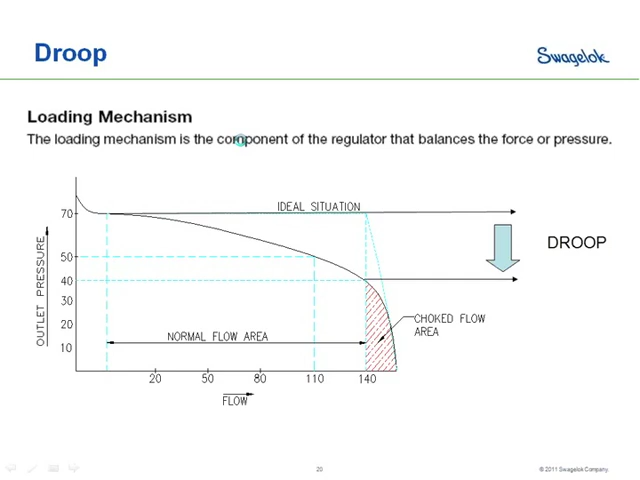 Droop
Swagelok
Loading Mechanism
The loading mechanism is the component of the regulator that balances the force or pressure.
IDEAL SITUATION
70
DROOP
50
40
30
20
10
OUTLET PRESSURE
CHOKED FLOW
AREA
NORMAL FLOW AREA
20 50 80 110 140
FLOW
20
© 2011 Swagelok Company.